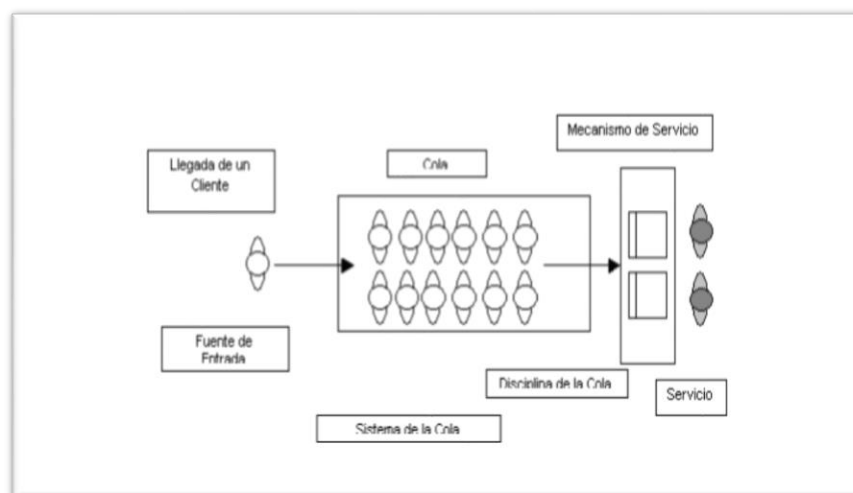 Mecanismo de Servicio
Llegada de un
Cliente
Cola
Fuente de
Entrada
Disciplina de la Cola
Servicio
Sistema de la Cola